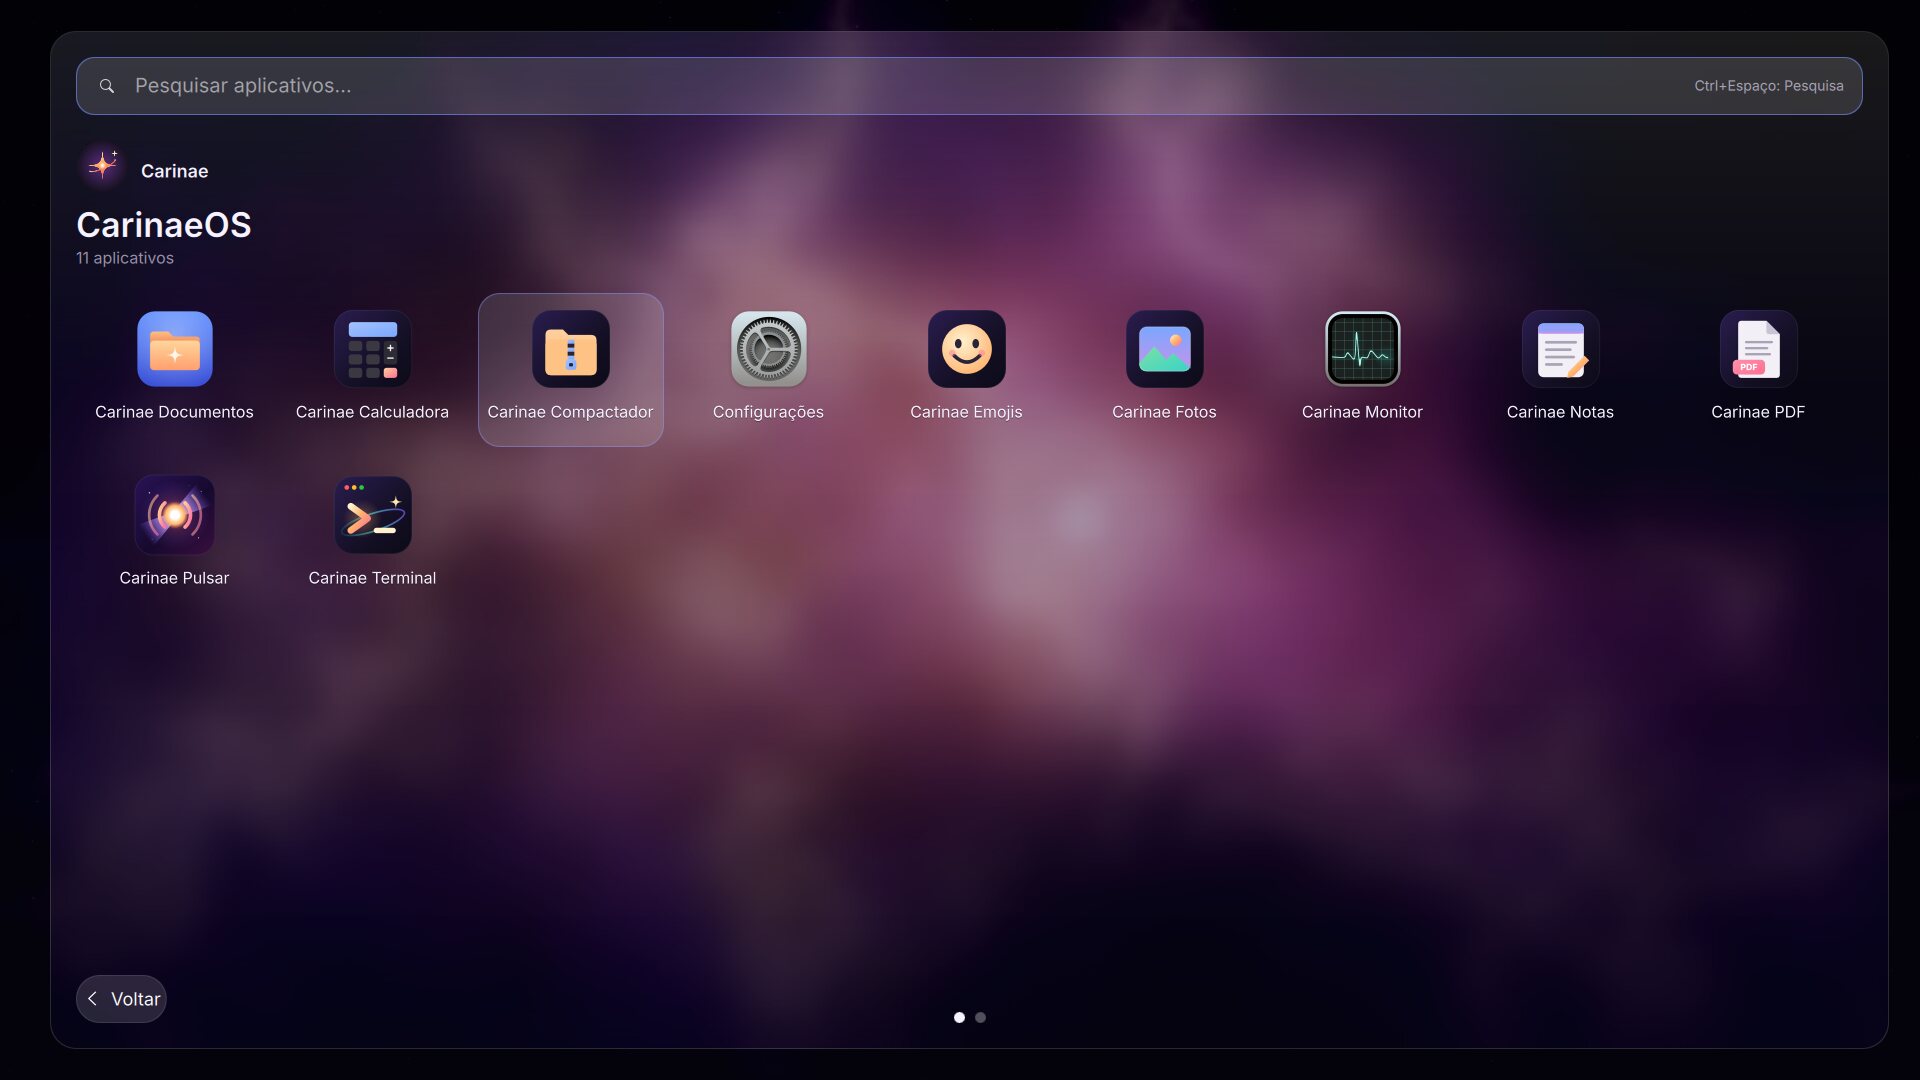 Pesquisar aplicativos...
Ctrl+Espaço: Pesquisa
Carinae
CarinaeOS
11 aplicativos
Carinae Documentos
Carinae Calculadora
Carinae Compactador
Configurações
Carinae Emojis
Carinae Fotos
Carinae Monitor
Carinae Notas
PDF
Carinae PDF
Carinae Pulsar
Carinae Terminal
Voltar